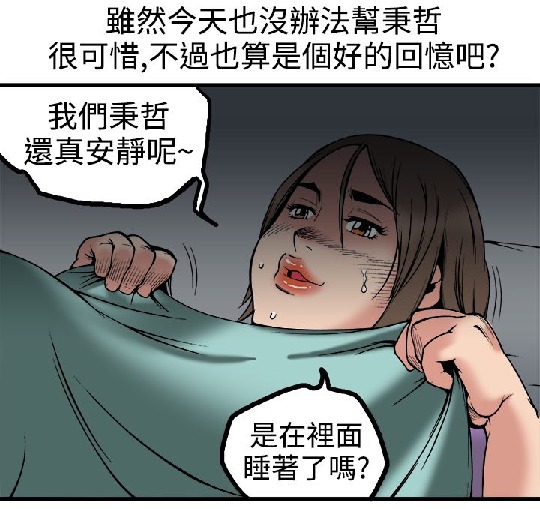 雖然今天也沒辦法幫秉哲
很可惜,不過也算是個好的回憶吧?
我們秉哲
還真安靜呢~
是在裡面
睡著了嗎?